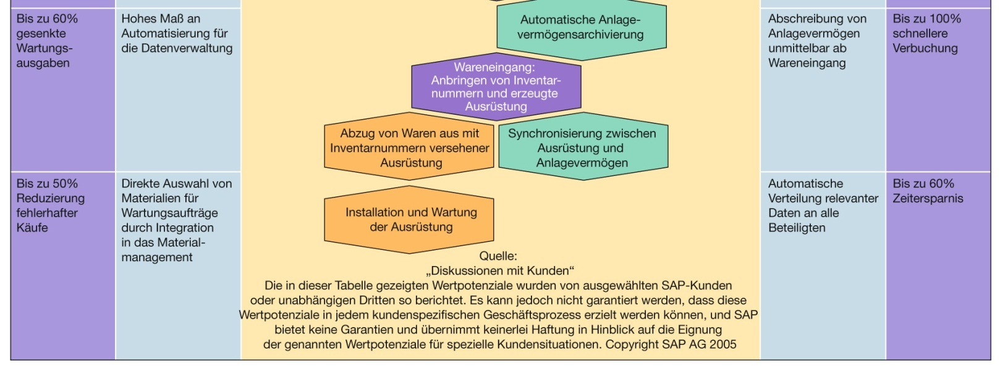 Bis zu 60%
gesenkte
Wartungs-
ausgaben
Hohes Maß an
Automatisierung für
die Datenverwaltung
Automatische Anlage-
vermögensarchivierung
Abschreibung von
Anlagevermögen
unmittelbar ab
Wareneingang
Bis zu 100%
schnellere
Verbuchung
Wareneingang:
Anbringen von Inventar-
nummern und erzeugte
Ausrüstung
Abzug von Waren aus mit
Inventarnummern versehener
Ausrüstung
Synchronisierung zwischen
Ausrüstung und
Anlagevermögen
Bis zu 50%
Reduzierung
fehlerhafter
Käufe
Direkte Auswahl von
Materialien für
Wartungsaufträge
durch Integration
in das Material-
management
Installation und Wartung
der Ausrüstung
Automatische
Verteilung relevanter
Daten an alle
Beteiligten
Bis zu 60%
Zeitersparnis
Quelle:
„Diskussionen mit Kunden“
Die in dieser Tabelle gezeigten Wertpotenziale wurden von ausgewählten SAP-Kunden
oder unabhängigen Dritten so berichtet. Es kann jedoch nicht garantiert werden, dass diese
Wertpotenziale in jedem kundenspezifischen Geschäftsprozess erzielt werden können, und SAP
bietet keine Garantien und übernimmt keinerlei Haftung in Hinblick auf die Eignung
der genannten Wertpotenziale für spezielle Kundensituationen. Copyright SAP AG 2005